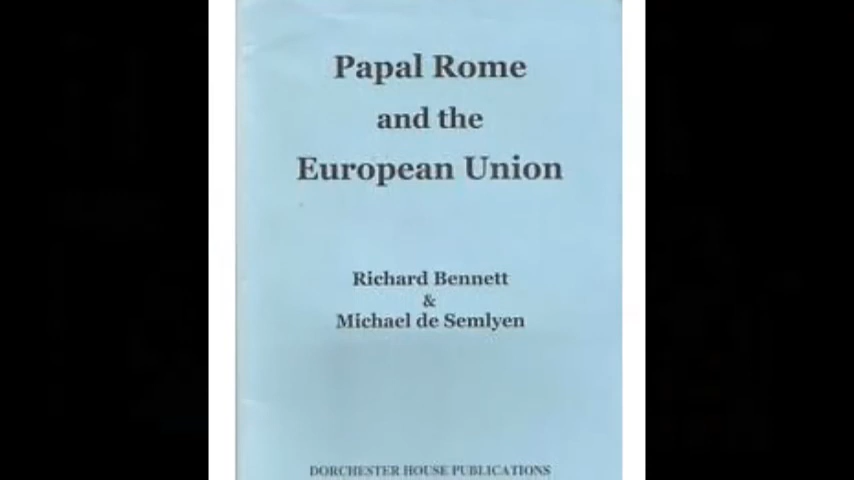 Papal Rome
and the
European Union
Richard Bennett
&
Michael de Semlyen
DORCHESTER HOUSE PUBLICATIONS